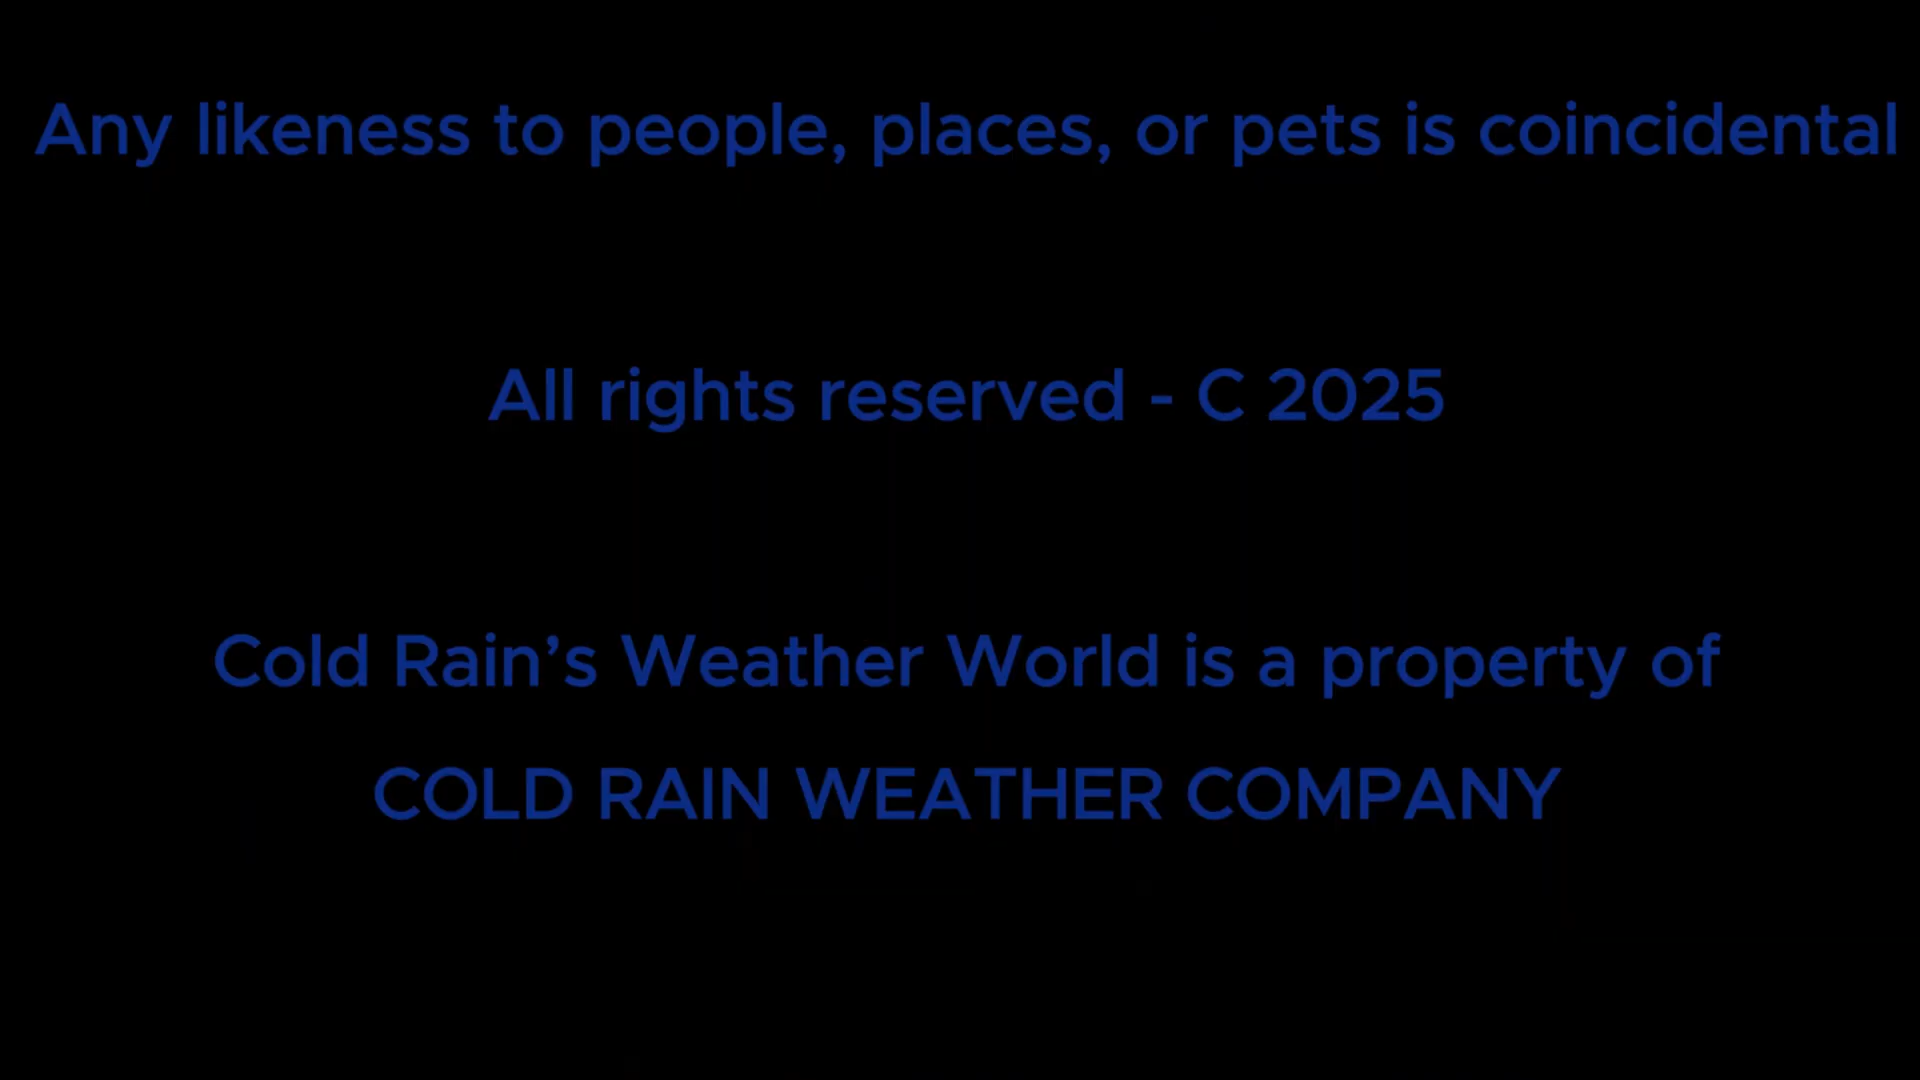 Any likeness to people, places, or pets is coincidental
All rights reserved - C 2025
Cold Rain’s Weather World is a property of
COLD RAIN WEATHER COMPANY